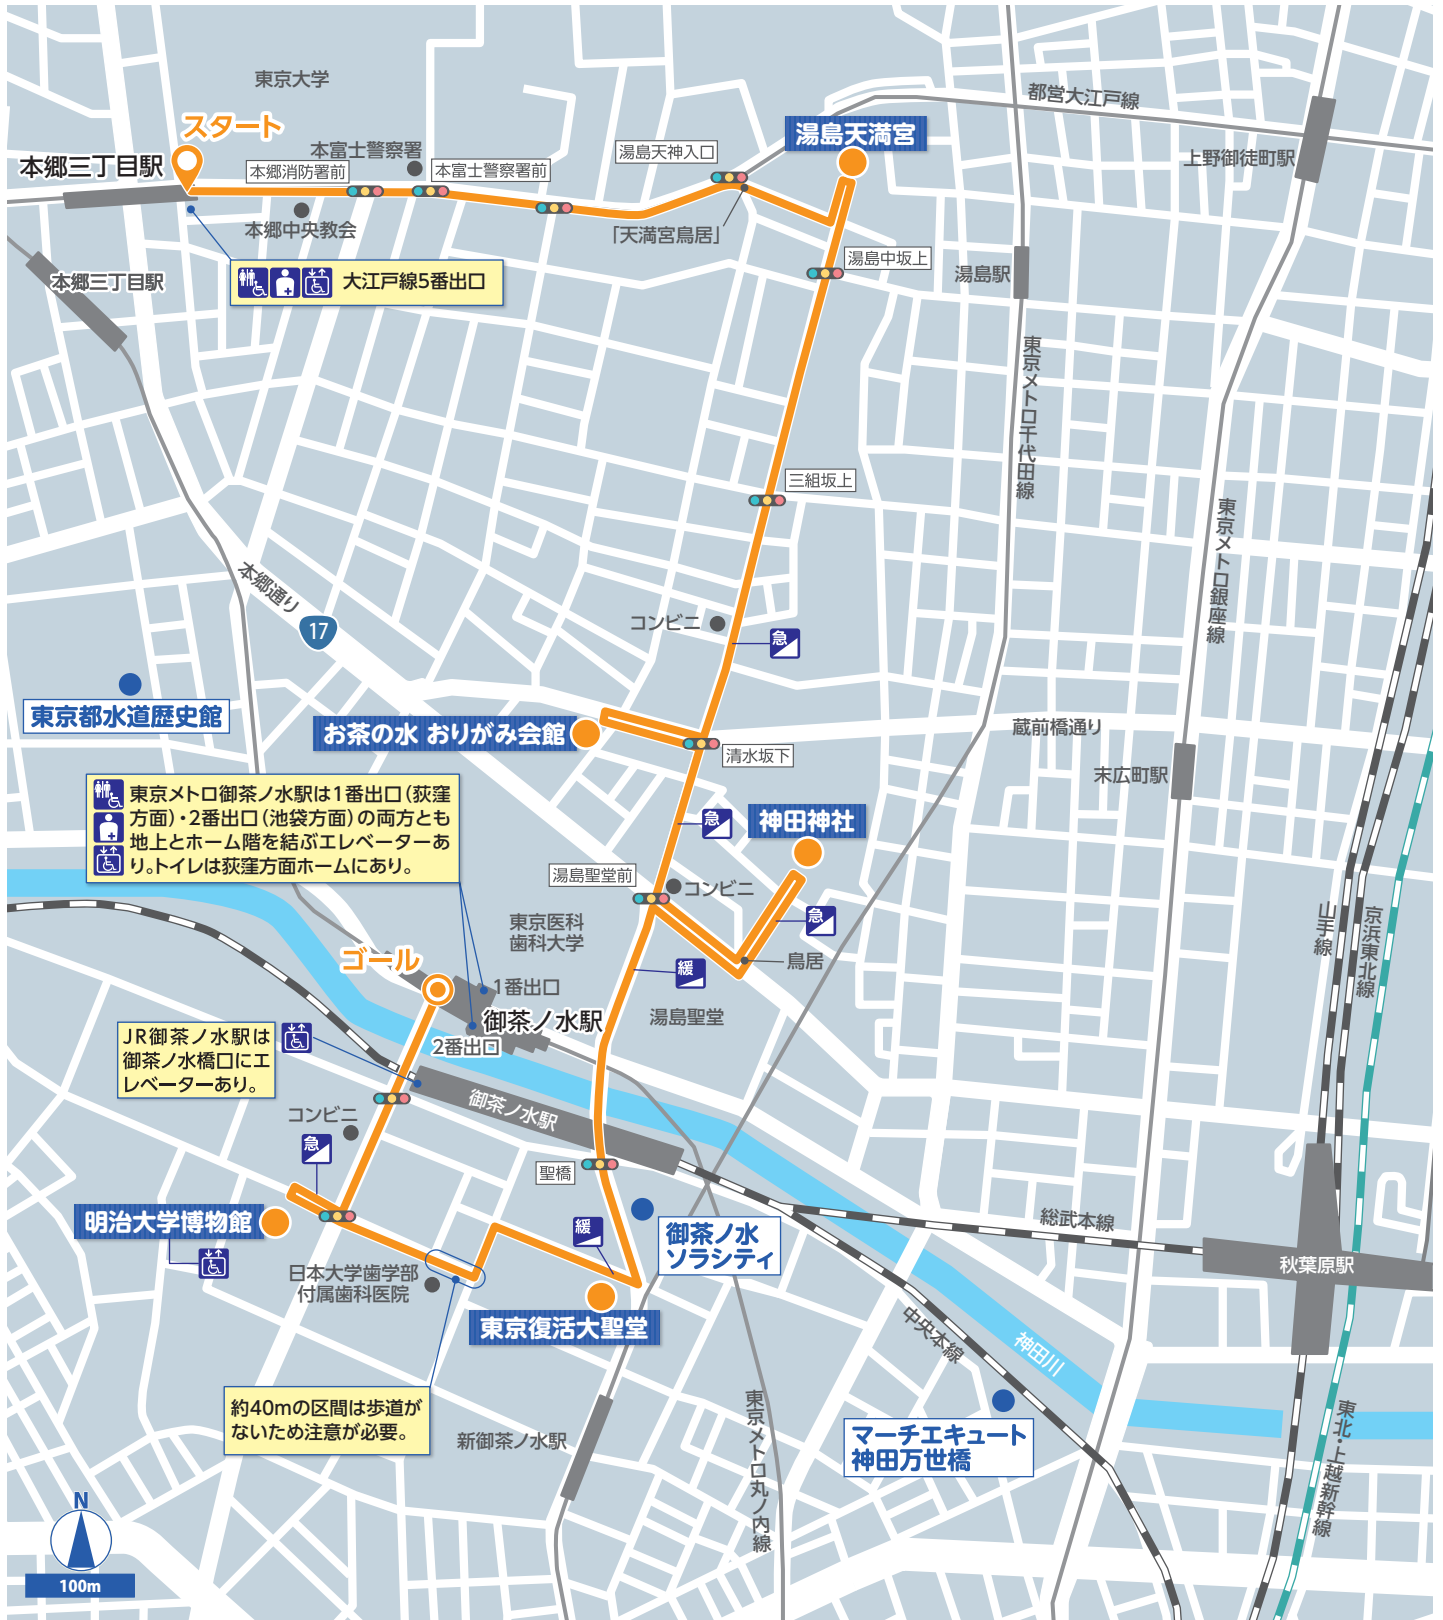 東京大学
都営大江戸線
スタート
湯島天満宮
本富士警察署
湯島天神入口
上野御徒町駅
本郷三丁目駅
本郷消防署前
本富士警察署前
本郷中央教会
「天満宮鳥居」
湯島中坂上
湯島駅
本郷三丁目駅
大江戸線5番出口
東京メトロ千代田線
三組坂上
東京メトロ銀座線
本郷通り
17
コンビニ
急
東京都水道歴史館
お茶の水 おりがみ会館
蔵前橋通り
清水坂下
末広町駅
東京メトロ御茶ノ水駅は1番出口(荻窪
方面)・2番出口(池袋方面)の両方とも
地上とホーム階を結ぶエレベーターあ
り。トイレは荻窪方面ホームにあり。
急
神田神社
湯島聖堂前
コンビニ
急
東京医科
歯科大学
山手線
京浜東北線
ゴール
鳥居
緩
1番出口
湯島聖堂
御茶ノ水駅
2番出口
JR御茶ノ水駅は
御茶ノ水橋口にエ
レベーターあり。
御茶ノ水駅
コンビニ
急
聖橋
明治大学博物館
緩
御茶ノ水
ソラシティ
総武本線
秋葉原駅
日本大学歯学部
付属歯科医院
東京復活大聖堂
中央本線
神田川
約40mの区間は歩道が
ないため注意が必要。
新御茶ノ水駅
東京メトロ丸ノ内線
マーチエキュート
神田万世橋
東北・上越新幹線
N
100m